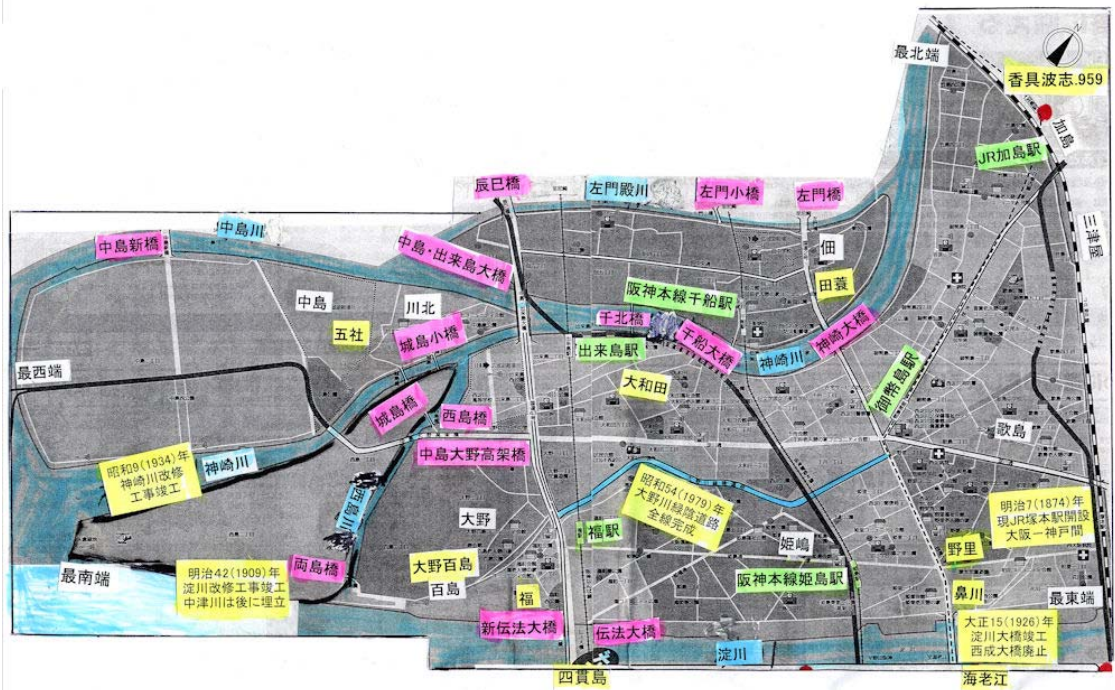 最北端
N
香具波志.959
加島
JR加島駅
三津屋
辰巳橋
左門殿川
左門小橋
左門橋
中島川
中島新橋
中島・出来島大橋
佃
田蓑
阪神本線千船駅
中島
川北
五社
城島小橋
千北橋
千船大橋
神崎川
神崎大橋
出来島駅
最西端
大和田
御幣島駅
城島橋
西島橋
中島大野高架橋
歌島
昭和9(1934)年
神崎川改修
工事竣工
神崎川
西島川
大野
昭和54(1979)年
大野川緑陰道路
全線完成
明治7(1874)年
現JR塚本駅開設
大阪ー神戸間
福駅
姫嶋
野里
最南端
両島橋
大野百島
百島
阪神本線姫島駅
明治42(1909)年
淀川改修工事竣工
中津川は後に埋立
福
鼻川
最東端
新伝法大橋
伝法大橋
大正15(1926)年
淀川大橋竣工
西成大橋廃止
淀川
四貫島
海老江